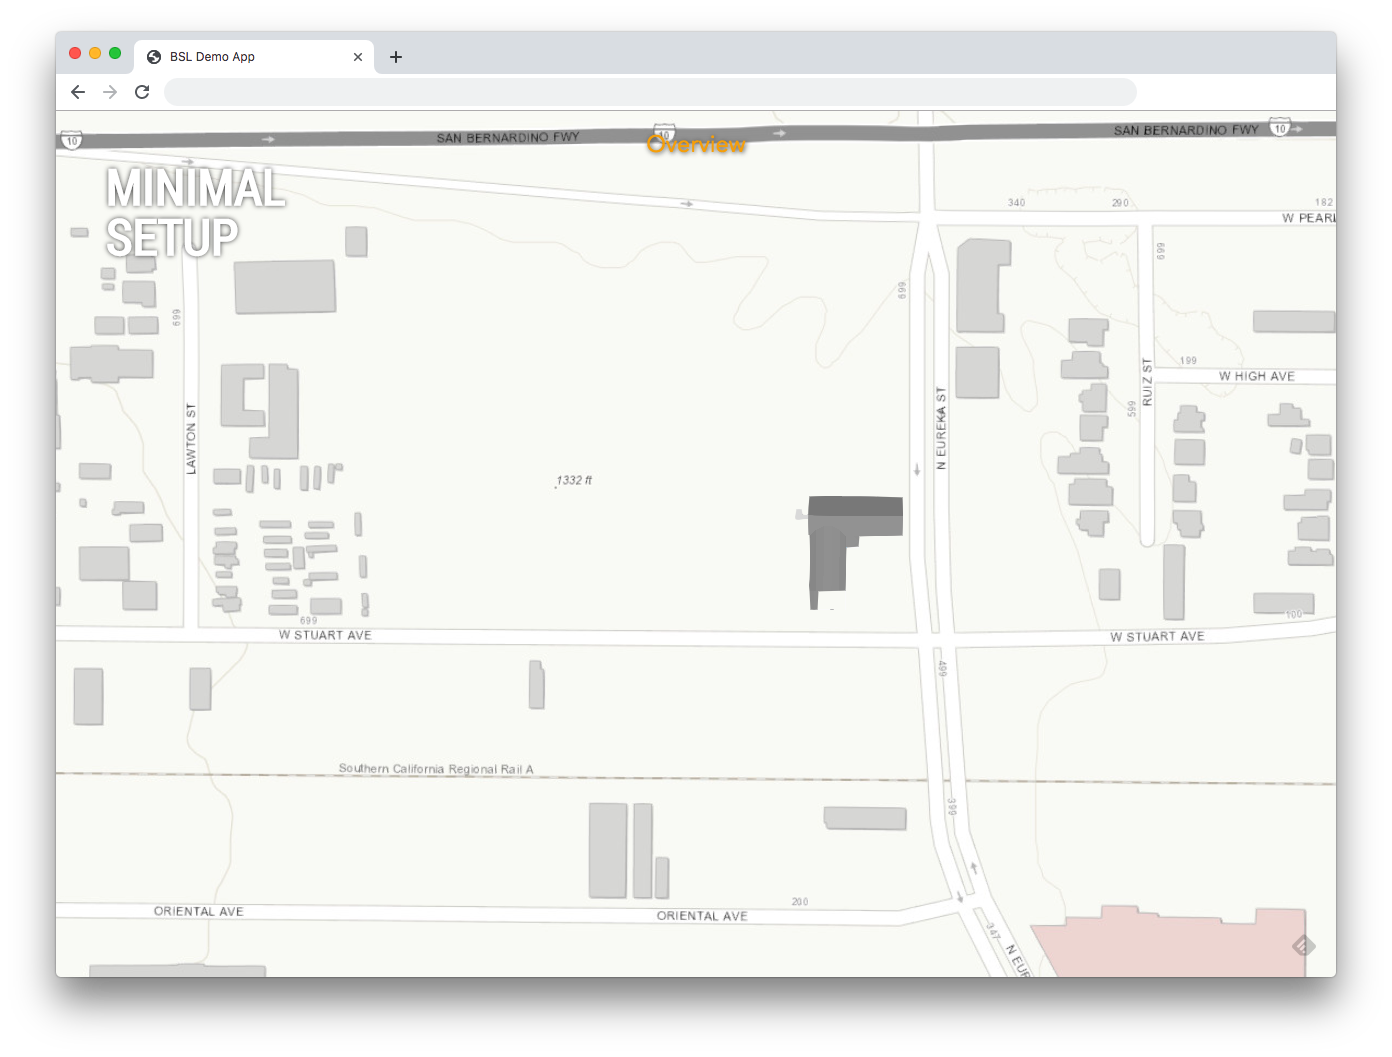 BSL Demo App
10
SAN BERNARDINO FWY
10
SAN BERNARDINO FWY
10
Overview
MINIMAL
SETUP
340
290
182
W PEARL
699
699
699
199
W HIGH AVE
RUIZ ST
599
LAWTON ST
N EUREKA ST
1332 ft
699
W STUART AVE
W STUART AVE
100
499
Southern California Regional Rail A
399
ORIENTAL AVE
ORIENTAL AVE
200
347
N EUR